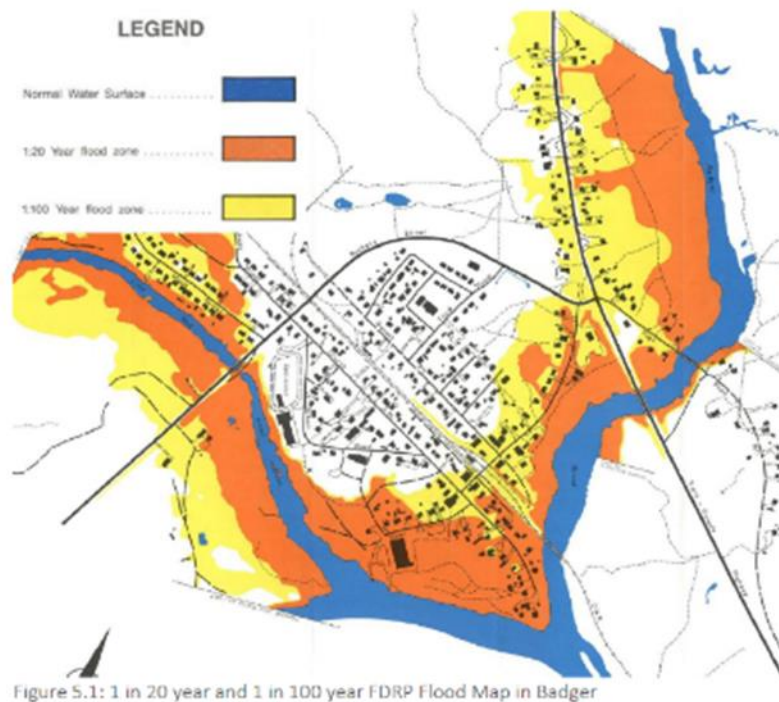 LEGEND
Normal Water Surface ..........
1:20 Year flood zone ........
1:100 Year flood zone ........
Figure 5.1: 1 in 20 year and 1 in 100 year FDRP Flood Map in Badger